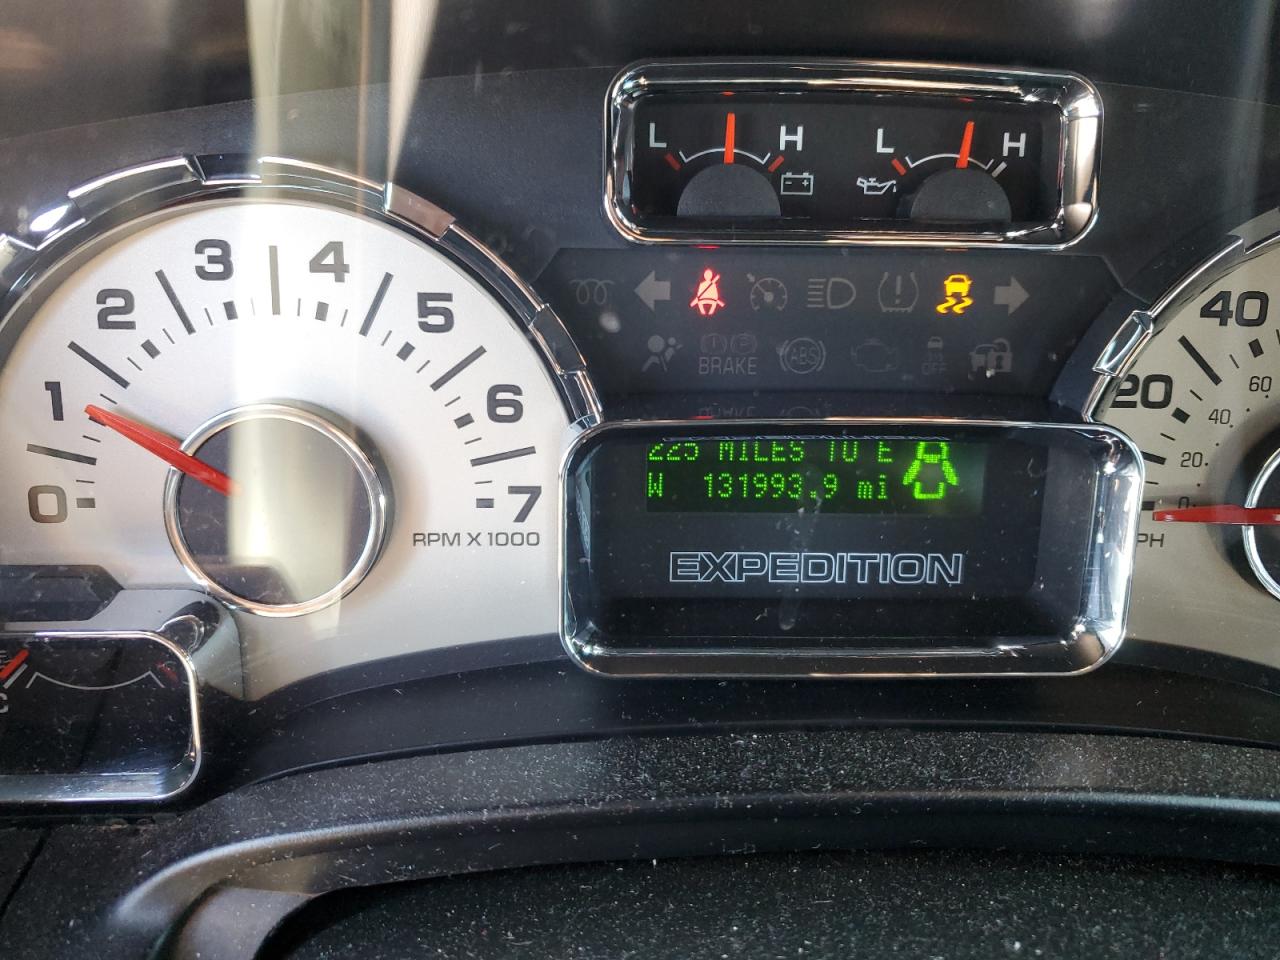 L H
L H
0 1 2 3 4 5 6 7
RPM X 1000
BRAKE
ABS
OFF
225 MILES TO E
W 131993.9 mi
EXPEDITION
0 20 40
20 40 60
PH
C